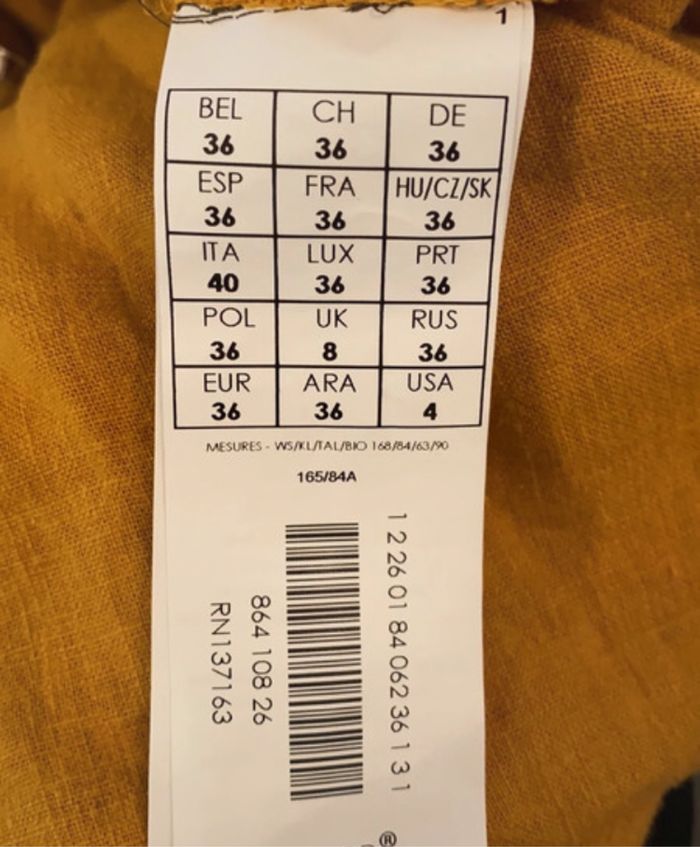 1
BEL CH DE
36 36 36
ESP FRA HU/CZ/SK
36 36 36
ITA LUX PRT
40 36 36
POL UK RUS
36 8 36
EUR ARA USA
36 36 4
MESURES - WS/KL/TAL/BIO 168/84/63/90
165/84A
1 2 26 01 84 062 36 1 3 1
864 108 26
RN137163
®